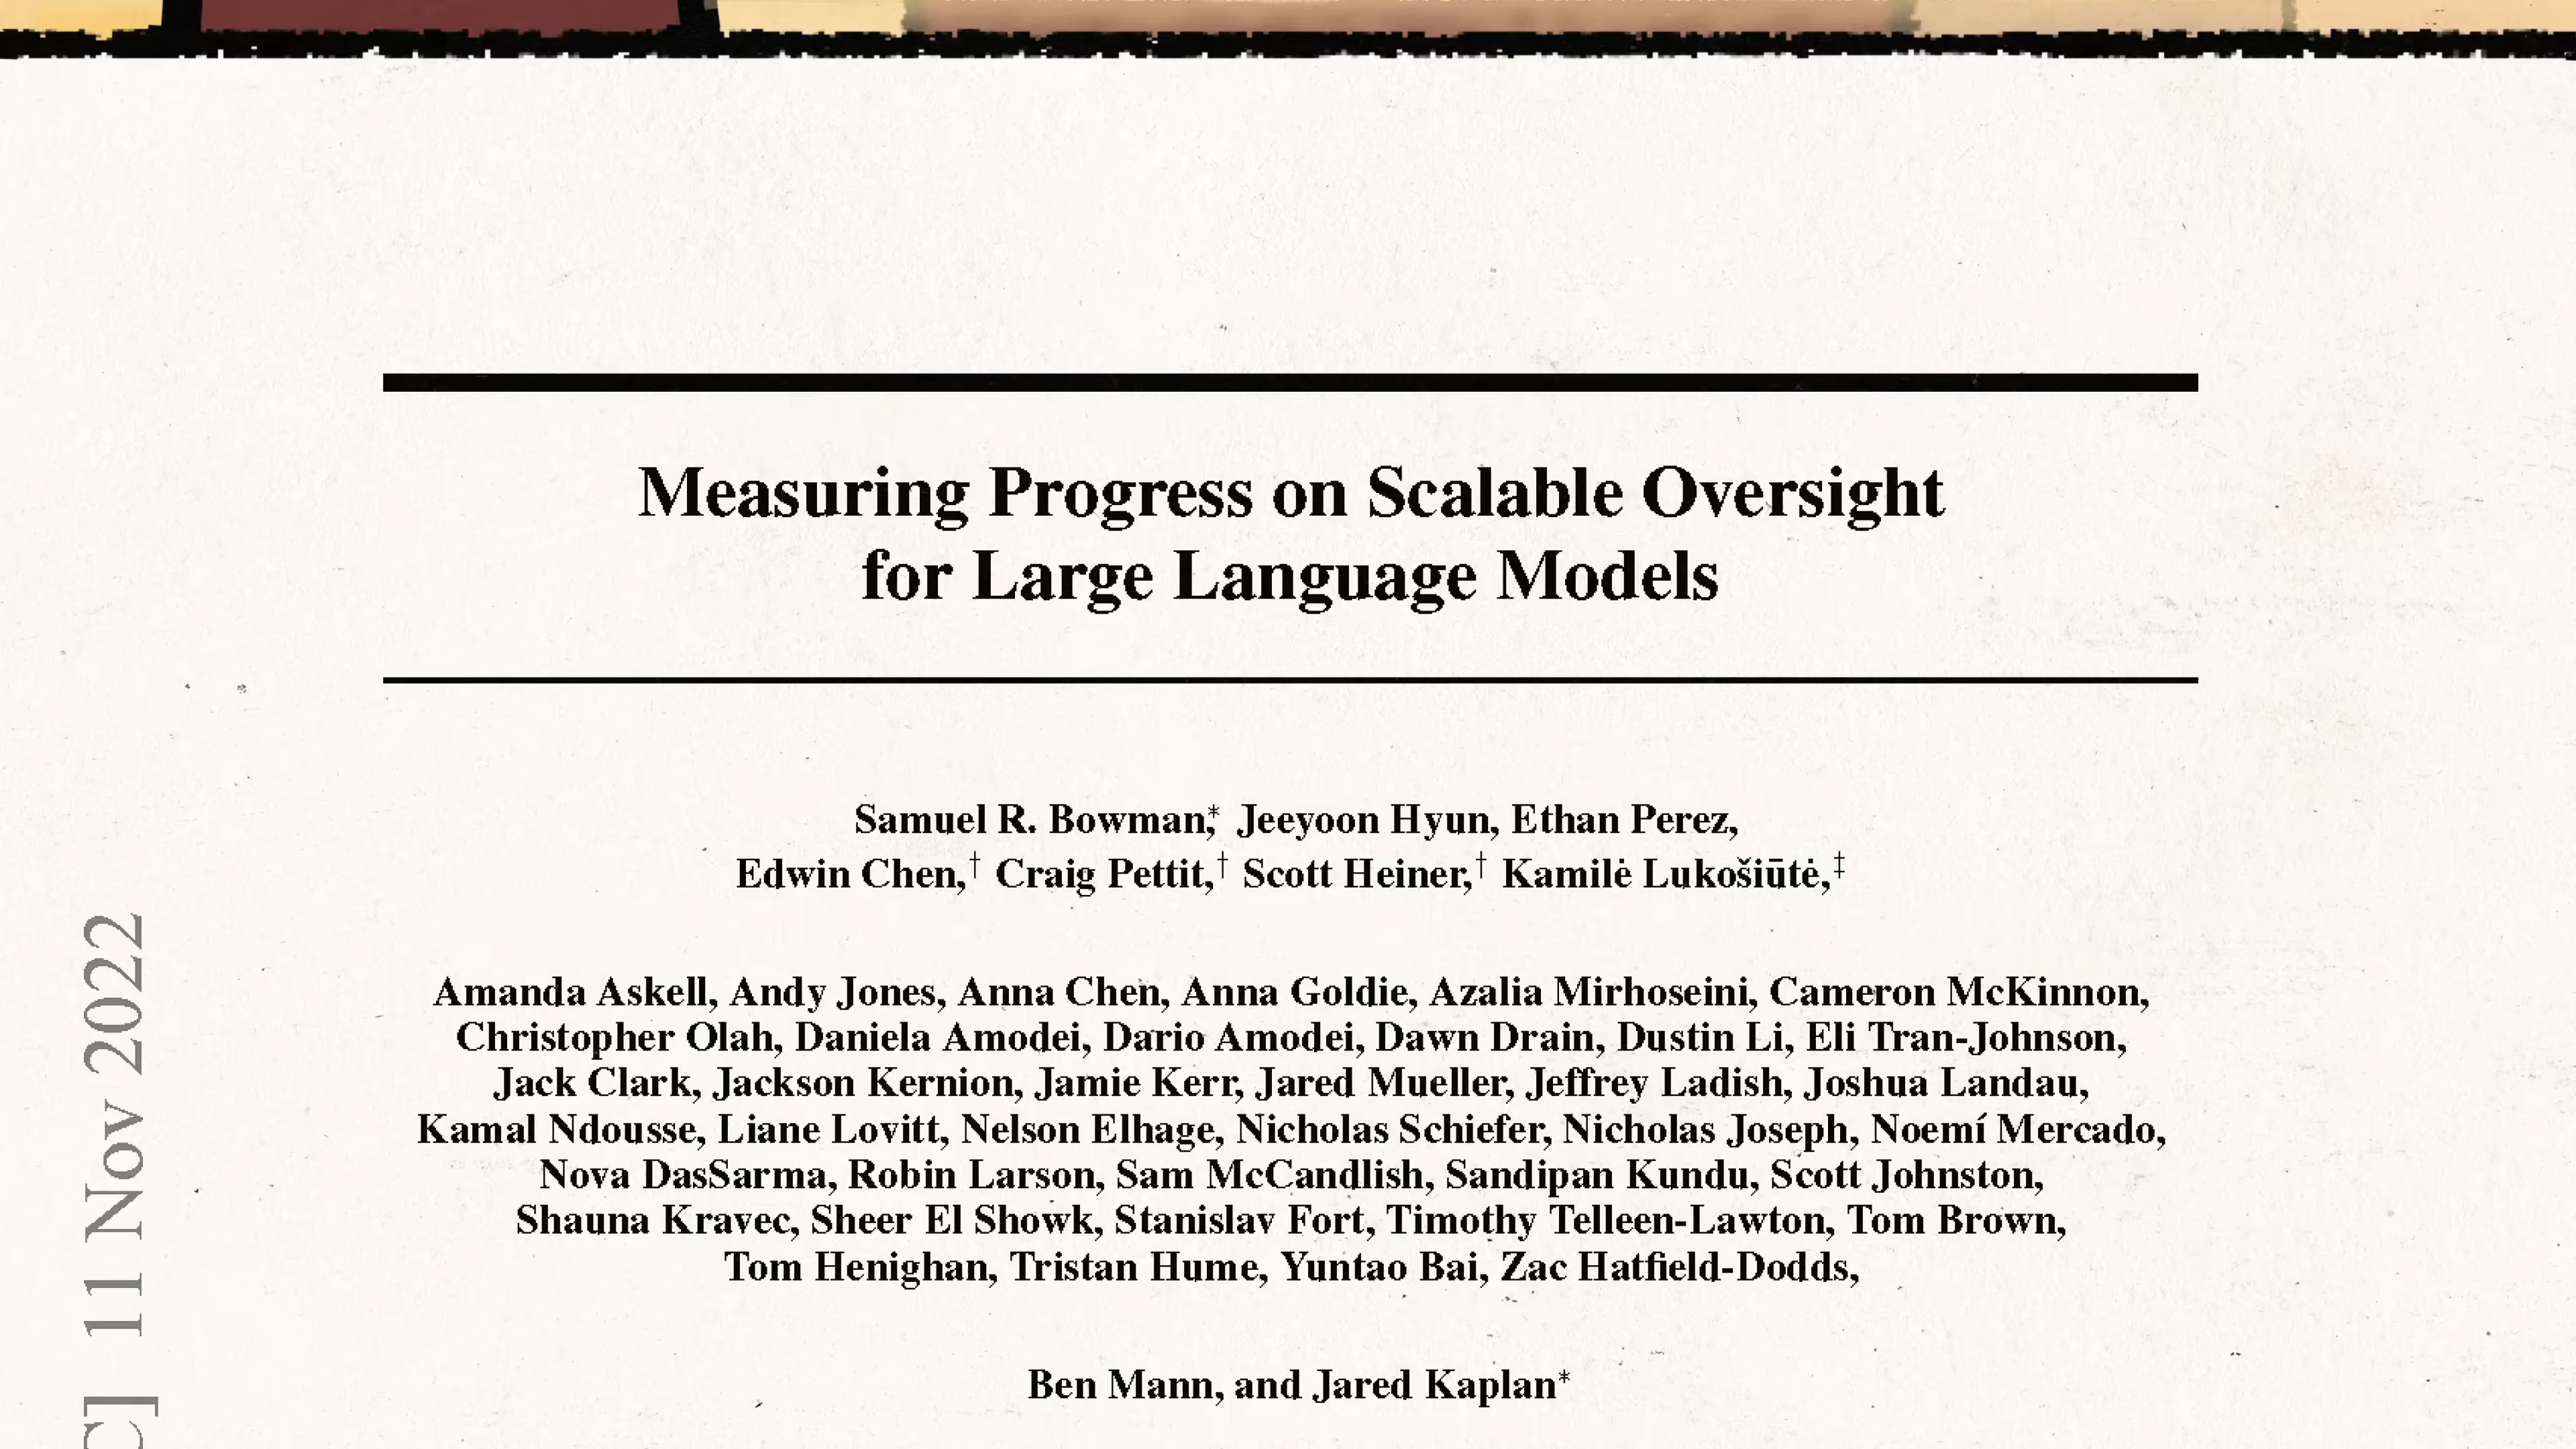 Measuring Progress on Scalable Oversight
for Large Language Models
Samuel R. Bowman,* Jeeyoon Hyun, Ethan Perez,
Edwin Chen,† Craig Pettit,† Scott Heiner,† Kamilė Lukošiūtė,‡
Amanda Askell, Andy Jones, Anna Chen, Anna Goldie, Azalia Mirhoseini, Cameron McKinnon,
Christopher Olah, Daniela Amodei, Dario Amodei, Dawn Drain, Dustin Li, Eli Tran-Johnson,
Jack Clark, Jackson Kernion, Jamie Kerr, Jared Mueller, Jeffrey Ladish, Joshua Landau,
Kamal Ndousse, Liane Lovitt, Nelson Elhage, Nicholas Schiefer, Nicholas Joseph, Noemí Mercado,
Nova DasSarma, Robin Larson, Sam McCandlish, Sandipan Kundu, Scott Johnston,
Shauna Kravec, Sheer El Showk, Stanislav Fort, Timothy Telleen-Lawton, Tom Brown,
Tom Henighan, Tristan Hume, Yuntao Bai, Zac Hatfield-Dodds,
Ben Mann, and Jared Kaplan*
] 11 Nov 2022